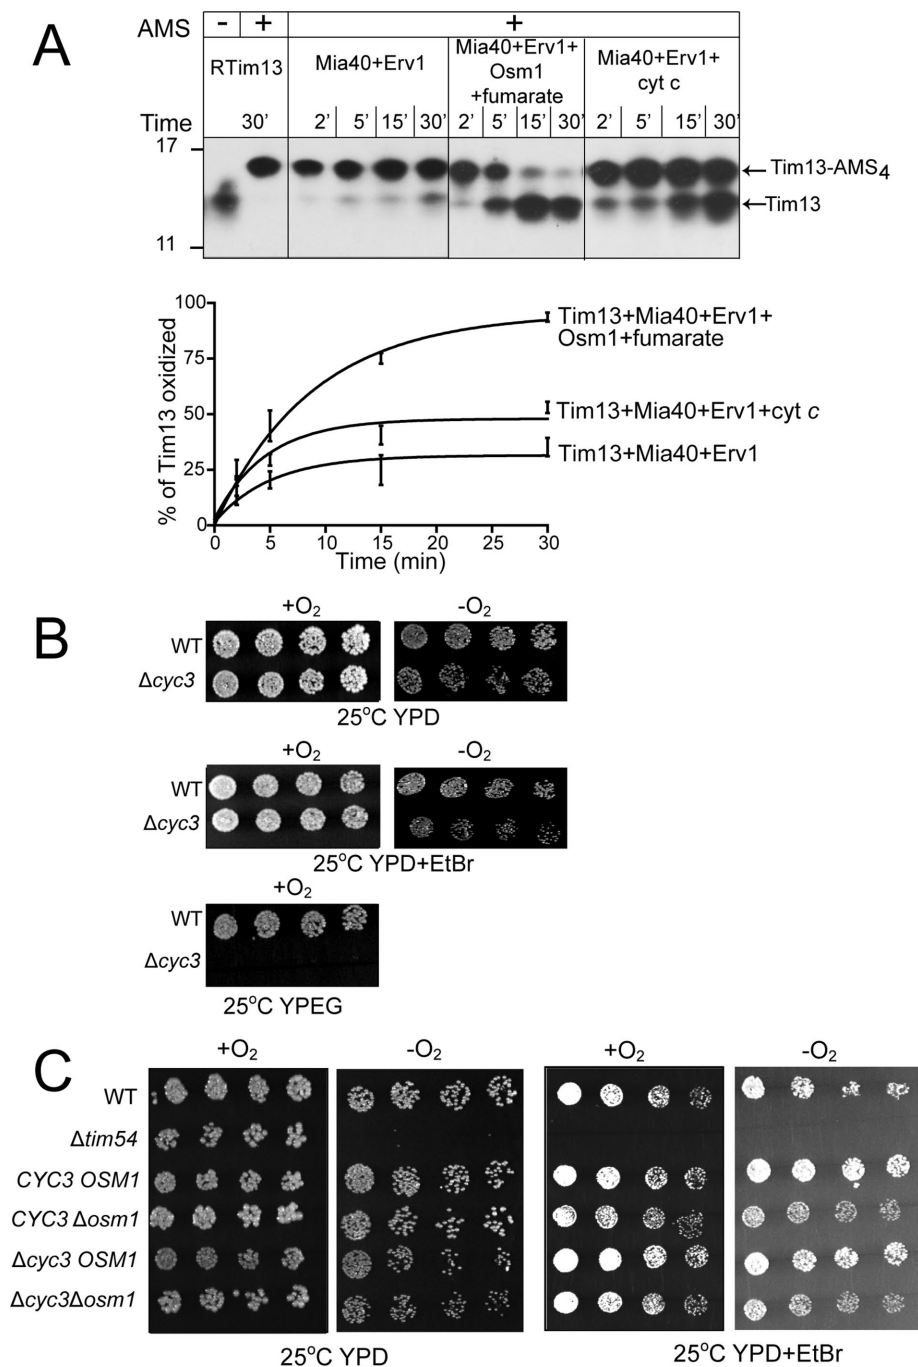 A
AMS - + +
RTim13 Mia40+Erv1 Mia40+Erv1+ Osm1 +fumarate Mia40+Erv1+ cyt c
Time 30' 2' 5' 15' 30' 2' 5' 15' 30' 2' 5' 15' 30'
17
Tim13-AMS4
Tim13
11
100
75
50
25
0
% of Tim13 oxidized
Tim13+Mia40+Erv1+
Osm1+fumarate
Tim13+Mia40+Erv1+cyt c
Tim13+Mia40+Erv1
0 5 10 15 20 25 30
Time (min)
B
+O2 -O2
WT
Δcyc3
25°C YPD
+O2 -O2
WT
Δcyc3
25°C YPD+EtBr
+O2
WT
Δcyc3
25°C YPEG
C
+O2 -O2 +O2 -O2
WT
Δtim54
CYC3 OSM1
CYC3 Δosm1
Δcyc3 OSM1
Δcyc3Δosm1
25°C YPD 25°C YPD+EtBr